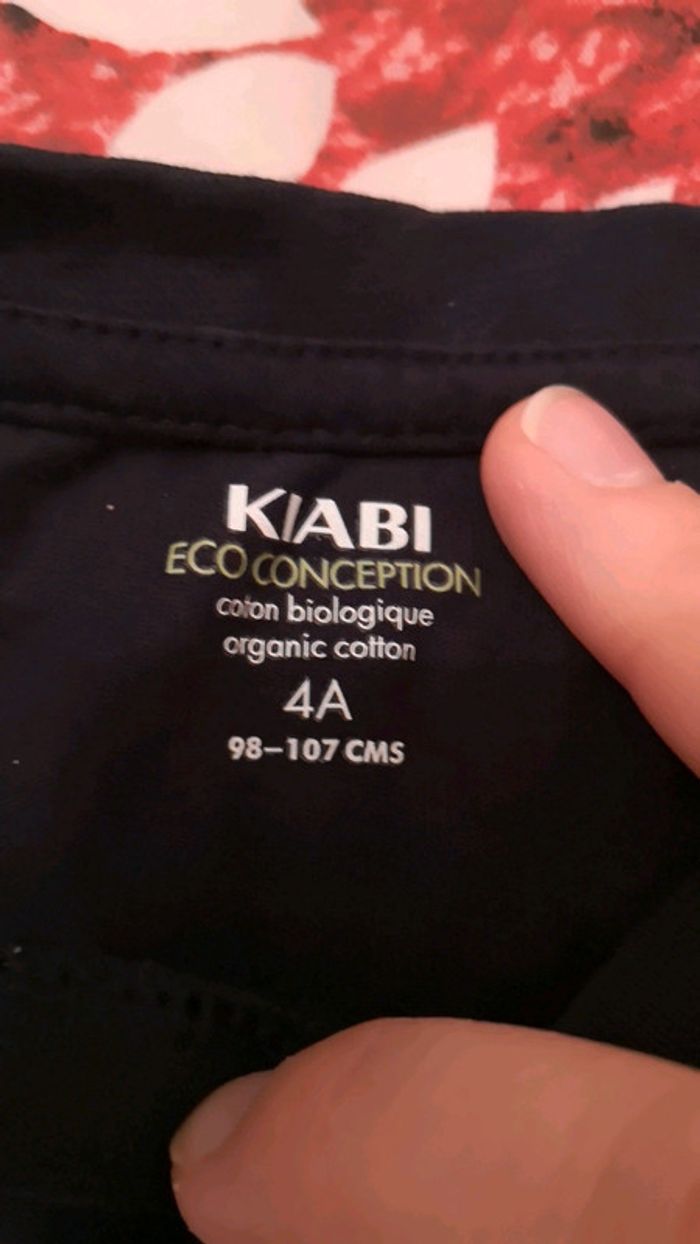 KIABI
ECO CONCEPTION
coton biologique
organic cotton
4A
98–107 CMS